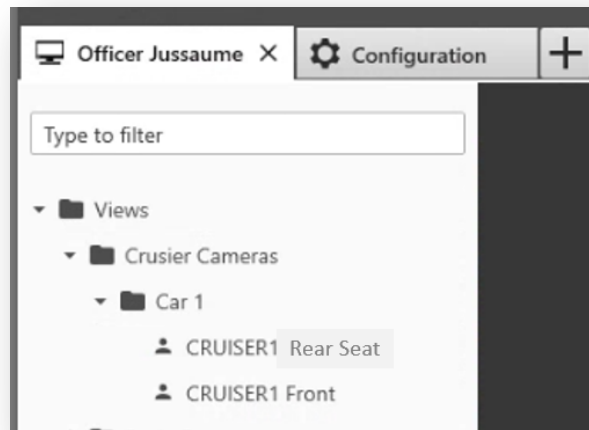 Officer Jussaume
Configuration
Type to filter
Views
Crusier Cameras
Car 1
CRUISER1 Rear Seat
CRUISER1 Front